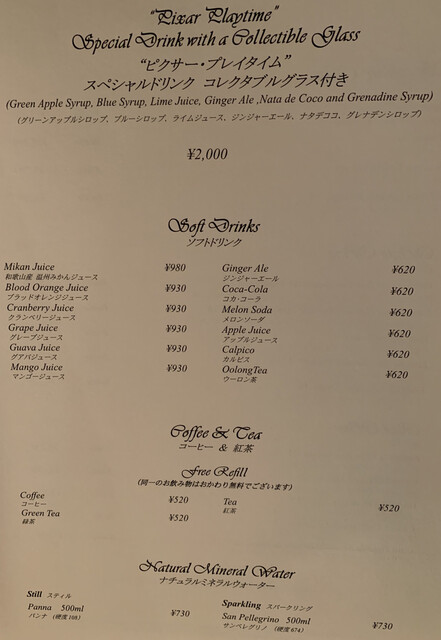 "Pixar Playtime"
Special Drink with a Collectible Glass
"ピクサー・プレイタイム"
スペシャルドリンク コレクタブルグラス付き
(Green Apple Syrup, Blue Syrup, Lime Juice, Ginger Ale ,Nata de Coco and Grenadine Syrup)
(グリーンアップルシロップ、ブルーシロップ、ライムジュース、ジンジャーエール、ナタデココ、グレナデンシロップ)
¥2,000
Soft Drinks
ソフトドリンク
Mikan Juice ¥980
和歌山産 温州みかんジュース
Blood Orange Juice ¥930
ブラッドオレンジジュース
Cranberry Juice ¥930
クランベリージュース
Grape Juice ¥930
グレープジュース
Guava Juice ¥930
グアバジュース
Mango Juice ¥930
マンゴージュース
Ginger Ale ¥620
ジンジャーエール
Coca-Cola ¥620
コカ・コーラ
Melon Soda ¥620
メロンソーダ
Apple Juice ¥620
アップルジュース
Calpico ¥620
カルピス
OolongTea ¥620
ウーロン茶
Coffee & Tea
コーヒー & 紅茶
Free Refill
(同一のお飲み物はおかわり無料でございます)
Coffee ¥520
コーヒー
Green Tea ¥520
緑茶
Tea ¥520
紅茶
Natural Mineral Water
ナチュラルミネラルウォーター
Still スティル
Panna 500ml ¥730
パンナ (硬度108)
Sparkling スパークリング
San Pellegrino 500ml ¥730
サンペレグリノ (硬度674)